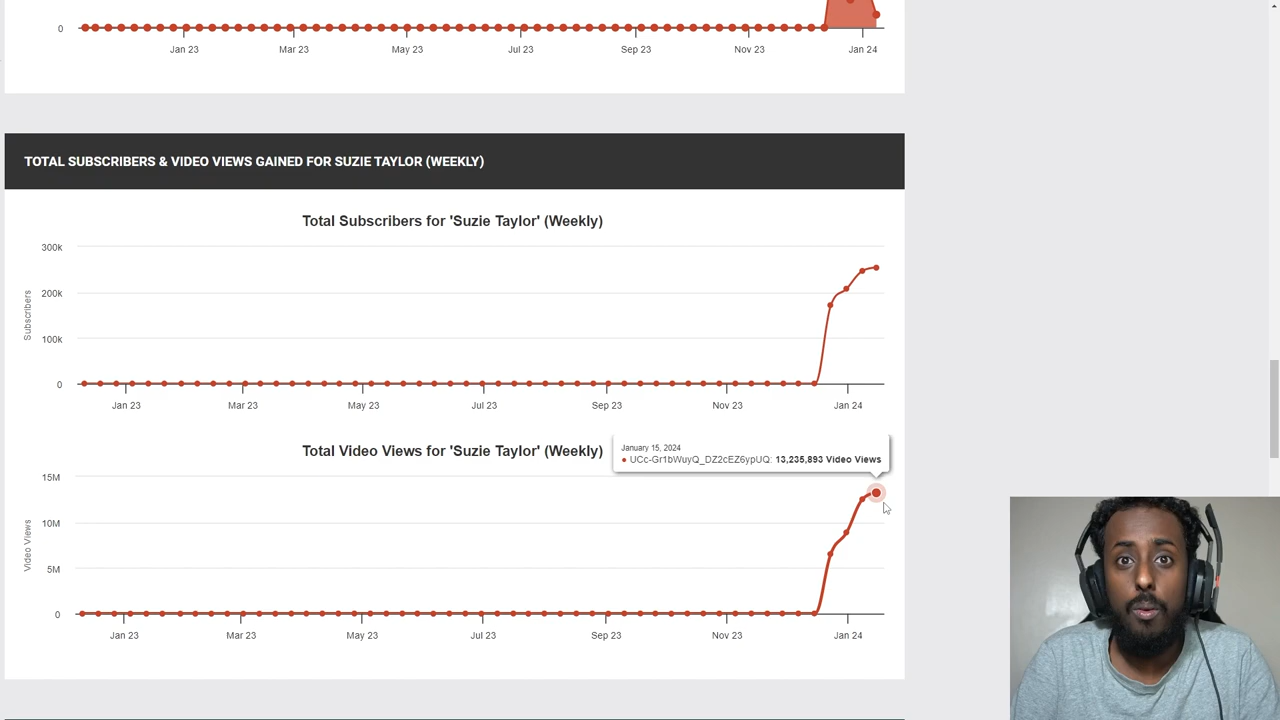 0
Jan 23 Mar 23 May 23 Jul 23 Sep 23 Nov 23 Jan 24
TOTAL SUBSCRIBERS & VIDEO VIEWS GAINED FOR SUZIE TAYLOR (WEEKLY)
Total Subscribers for 'Suzie Taylor' (Weekly)
300k
200k
100k
0
Subscribers
Jan 23 Mar 23 May 23 Jul 23 Sep 23 Nov 23 Jan 24
Total Video Views for 'Suzie Taylor' (Weekly)
January 15, 2024
UCc-Gr1bWuyQ_DZ2cEZ6ypUQ: 13,235,893 Video Views
15M
10M
5M
0
Video Views
Jan 23 Mar 23 May 23 Jul 23 Sep 23 Nov 23 Jan 24